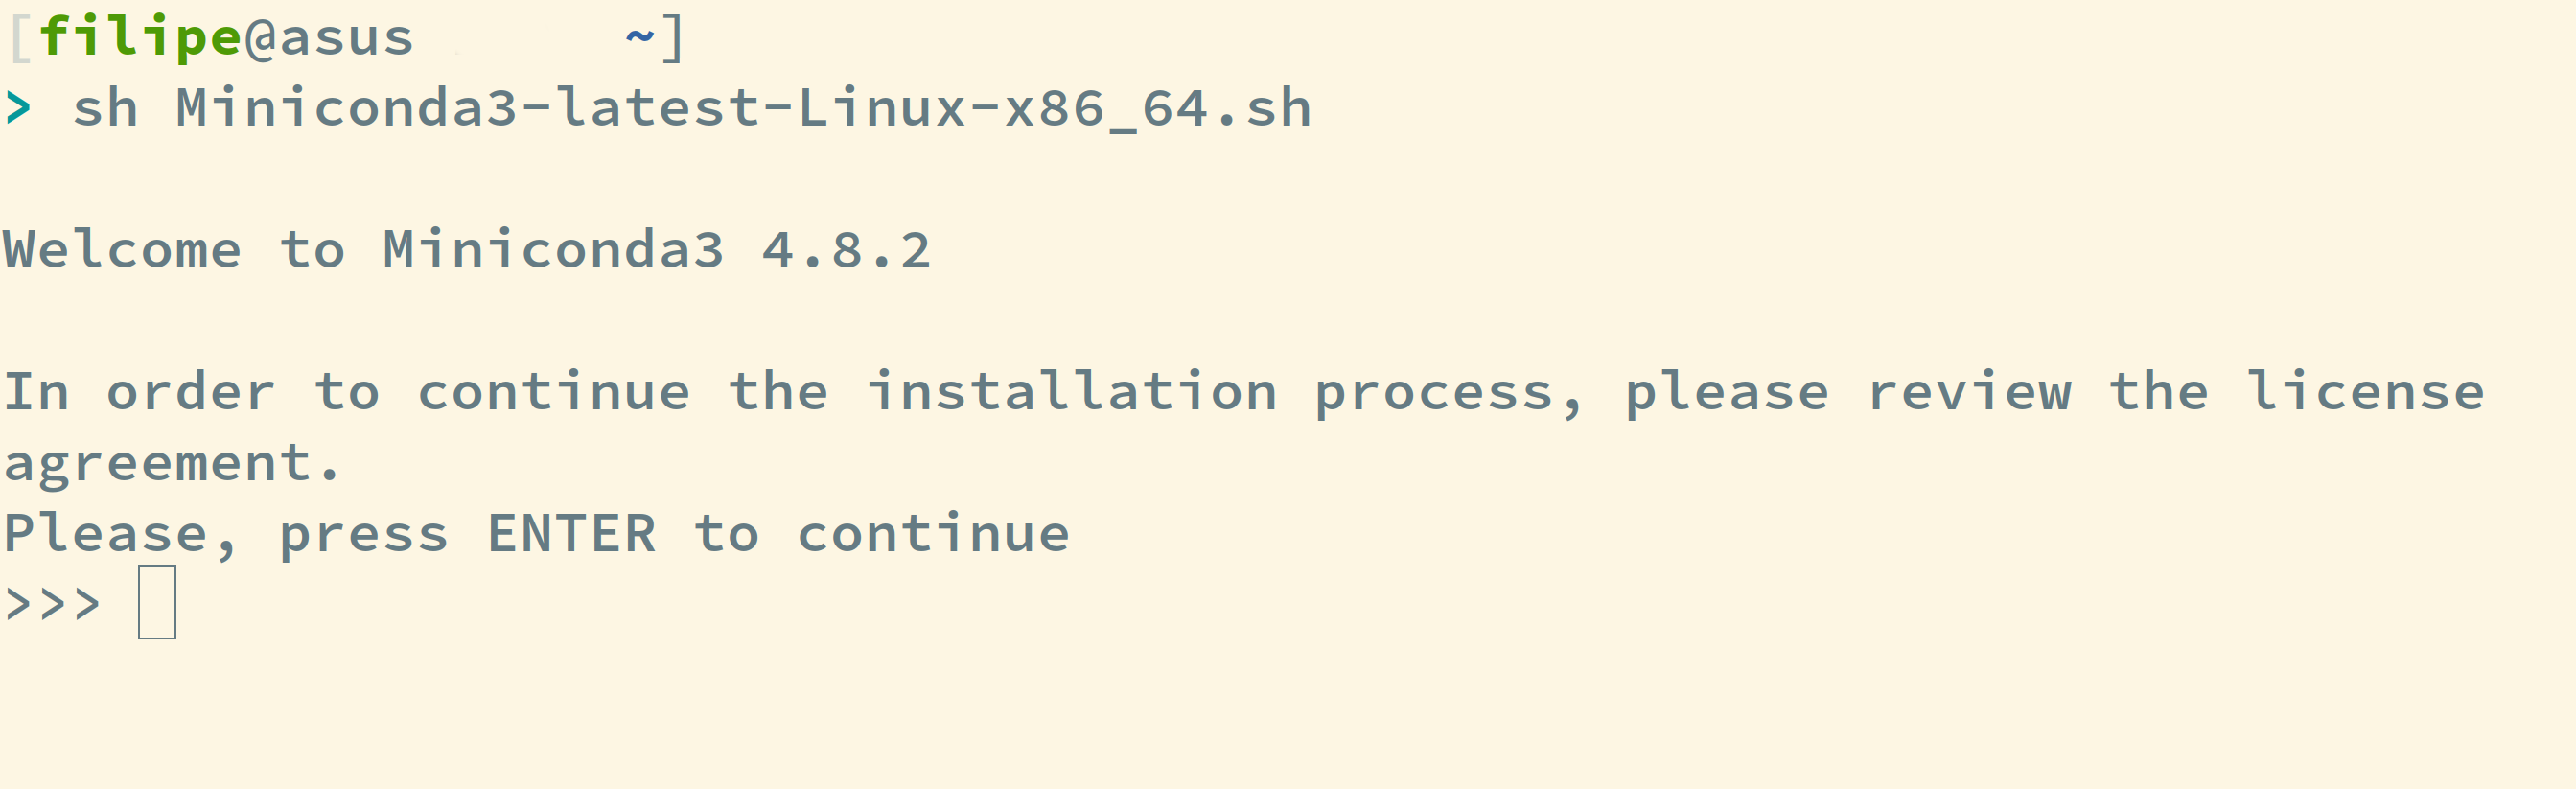 [filipe@asus ~]
> sh Miniconda3-latest-Linux-x86_64.sh
Welcome to Miniconda3 4.8.2
In order to continue the installation process, please review the license
agreement.
Please, press ENTER to continue
>>>